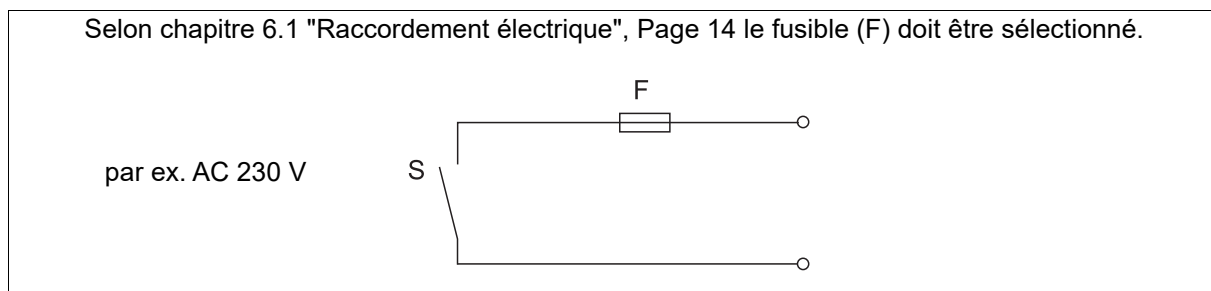 Selon chapitre 6.1 "Raccordement électrique", Page 14 le fusible (F) doit être sélectionné.
F
par ex. AC 230 V
S